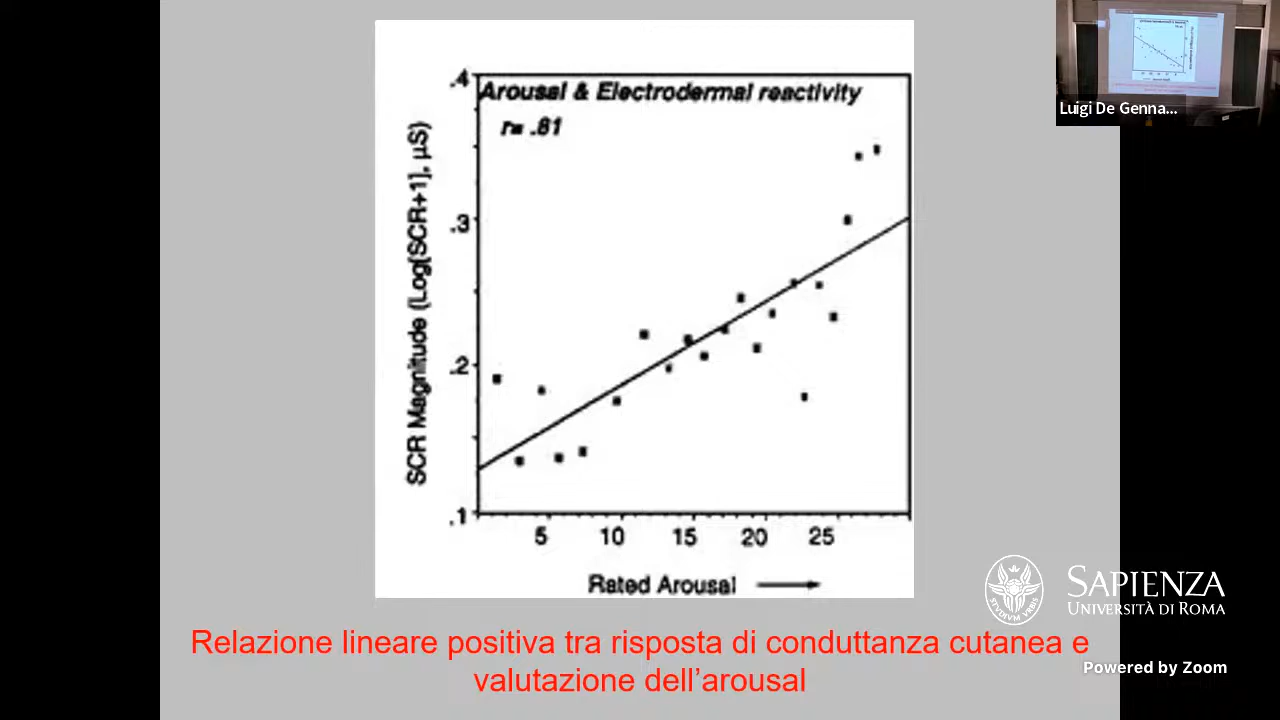 Arousal & Electrodermal reactivity
r= .81
SCR Magnitude (Log[SCR+1], µS)
.4
.3
.2
.1
5 10 15 20 25
Rated Arousal
Relazione lineare positiva tra risposta di conduttanza cutanea e
valutazione dell’arousal
Luigi De Genna...
SAPIENZA
UNIVERSITÀ DI ROMA
STUDIUM URBIS
Powered by Zoom